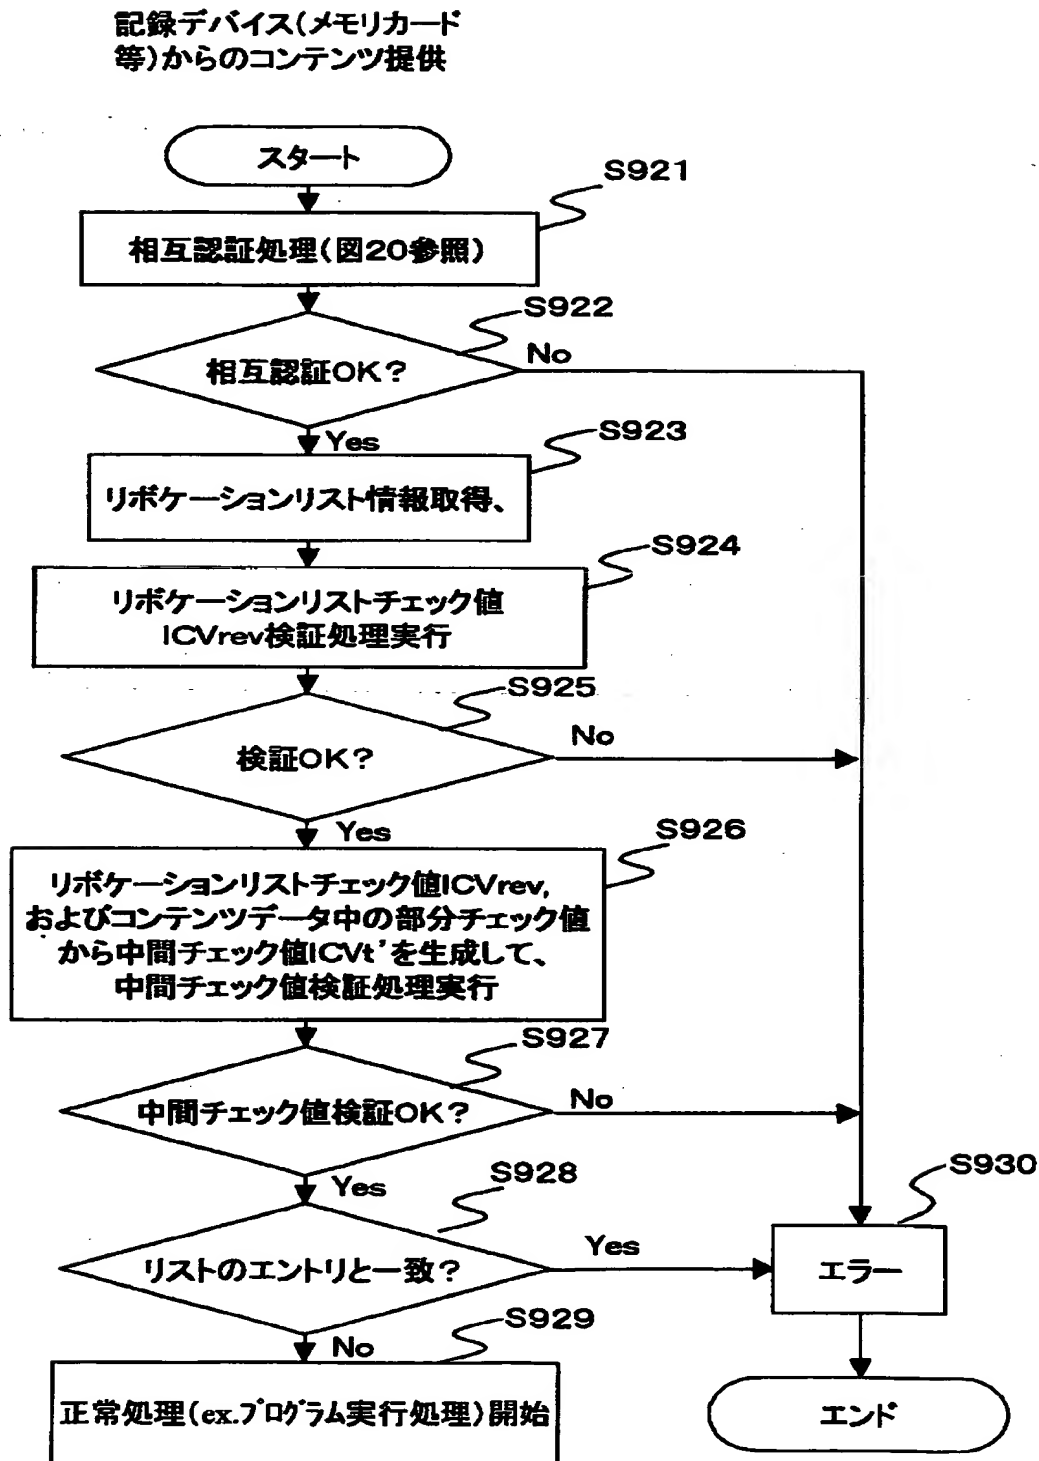 記録デバイス(メモリカード
等)からのコンテンツ提供
スタート
S921
相互認証処理(図20参照)
S922
相互認証OK?
No
Yes
S923
リボケーションリスト情報取得、
S924
リボケーションリストチェック値
ICVrev検証処理実行
S925
検証OK?
No
Yes
S926
リボケーションリストチェック値ICVrev,
およびコンテンツデータ中の部分チェック値
から中間チェック値ICVt'を生成して、
中間チェック値検証処理実行
S927
中間チェック値検証OK?
No
Yes
S928
リストのエントリと一致?
Yes
S930
エラー
No
S929
正常処理(ex.プログラム実行処理)開始
エンド